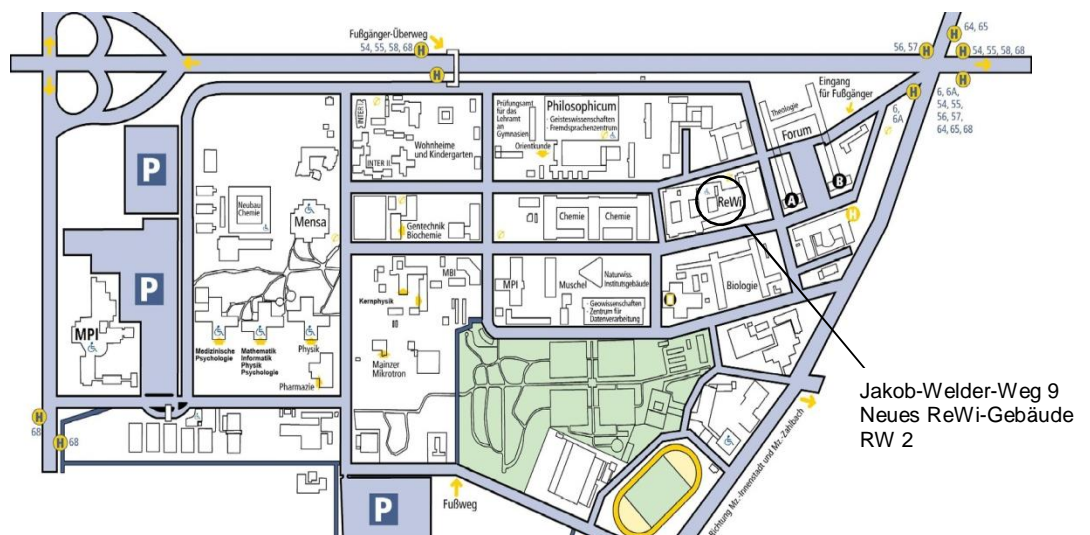 64, 65
Fußgänger-Überweg
54, 55, 58, 68 H
56, 57 H
H 54, 55, 58, 68
H
H
H
H
6, 6A,
54, 55,
56, 57,
64, 65, 68
6,
6A
Eingang
für Fußgänger
Theologie
Forum
INTER I
INTER II
Wohnheime
und Kindergarten
Prüfungsamt
für das
Lehramt
an
Gymnasien
Orientkunde
Philosophicum
· Geisteswissenschaften
· Fremdsprachenzentrum
P
Neubau
Chemie
Mensa
Gentechnik
Biochemie
Chemie
Chemie
ReWi
A
B
H
P
MPI
Kernphysik
MBI
MPI
Muschel
Naturwiss.
Institutsgebäude
· Geowissenschaften
· Zentrum für
Datenverarbeitung
Biologie
Medizinische
Psychologie
Mathematik
Informatik
Physik
Psychologie
Physik
Pharmazie
Mainzer
Mikrotron
Jakob-Welder-Weg 9
Neues ReWi-Gebäude
RW 2
H
68
H 68
P
Fußweg
Richtung Mz.-Innenstadt und Mz.-Zahlbach